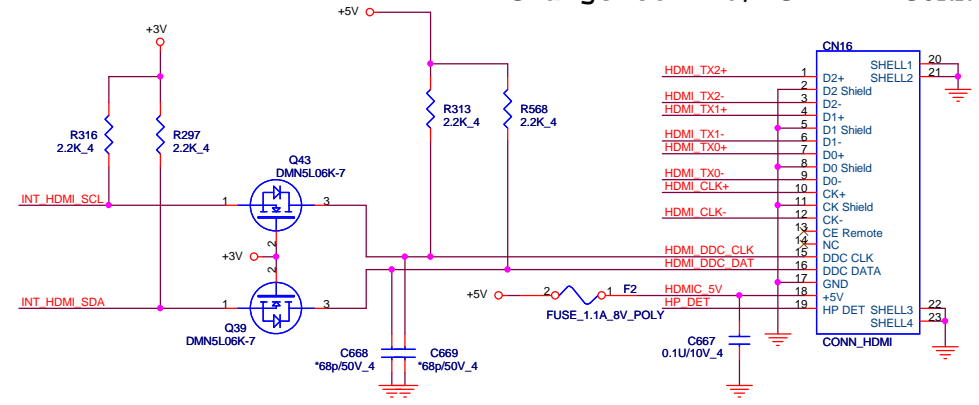 +5V
+3V
R316
2.2K_4
R297
2.2K_4
R313
2.2K_4
R568
2.2K_4
Q43
DMN5L06K-7
INT_HDMI_SCL
1
3
2
+3V
2
INT_HDMI_SDA
1
3
Q39
DMN5L06K-7
C668
*68p/50V_4
C669
*68p/50V_4
+5V
2
1
F2
FUSE_1.1A_8V_POLY
C667
0.1U/10V_4
HDMI_TX2+
HDMI_TX2-
HDMI_TX1+
HDMI_TX1-
HDMI_TX0+
HDMI_TX0-
HDMI_CLK+
HDMI_CLK-
HDMI_DDC_CLK
HDMI_DDC_DAT
HDMIC_5V
HP_DET
CN16
1 D2+
2 D2 Shield
3 D2-
4 D1+
5 D1 Shield
6 D1-
7 D0+
8 D0 Shield
9 D0-
10 CK+
11 CK Shield
12 CK-
13 CE Remote
14 NC
15 DDC CLK
16 DDC DATA
17 GND
18 +5V
19 HP DET
SHELL1 20
SHELL2 21
SHELL3 22
SHELL4 23
CONN_HDMI